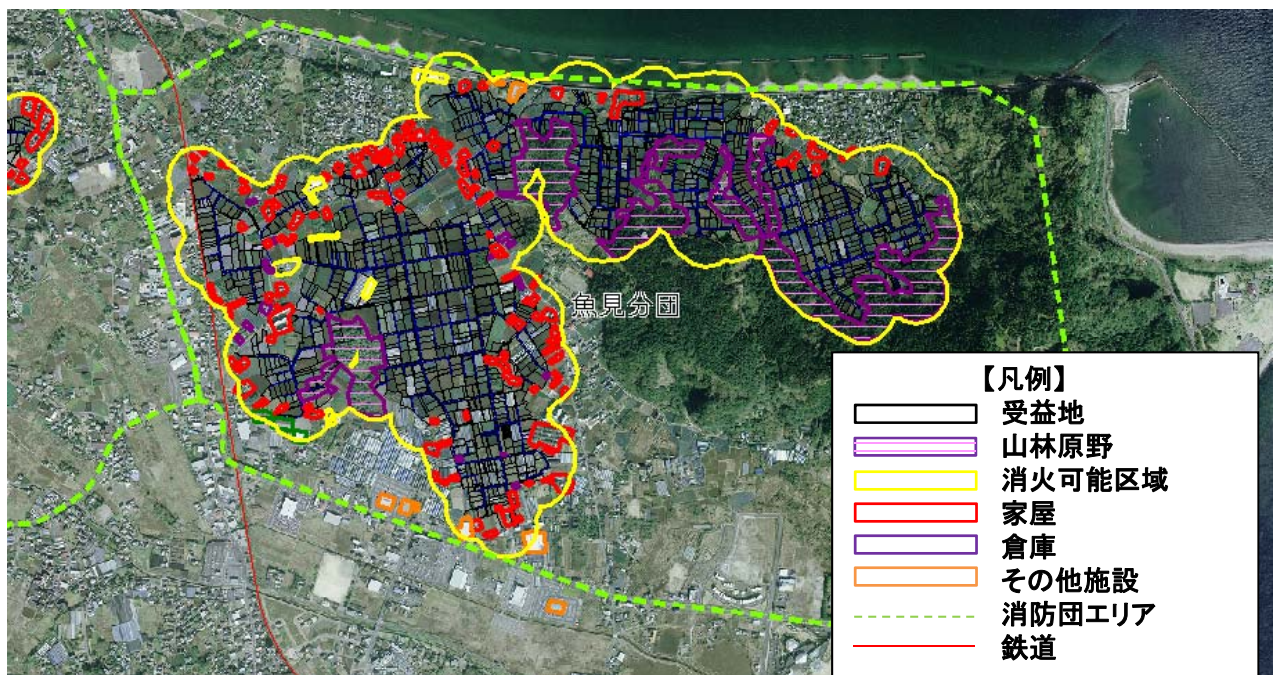 魚見分団
【凡例】
受益地
山林原野
消火可能区域
家屋
倉庫
その他施設
消防団エリア
鉄道